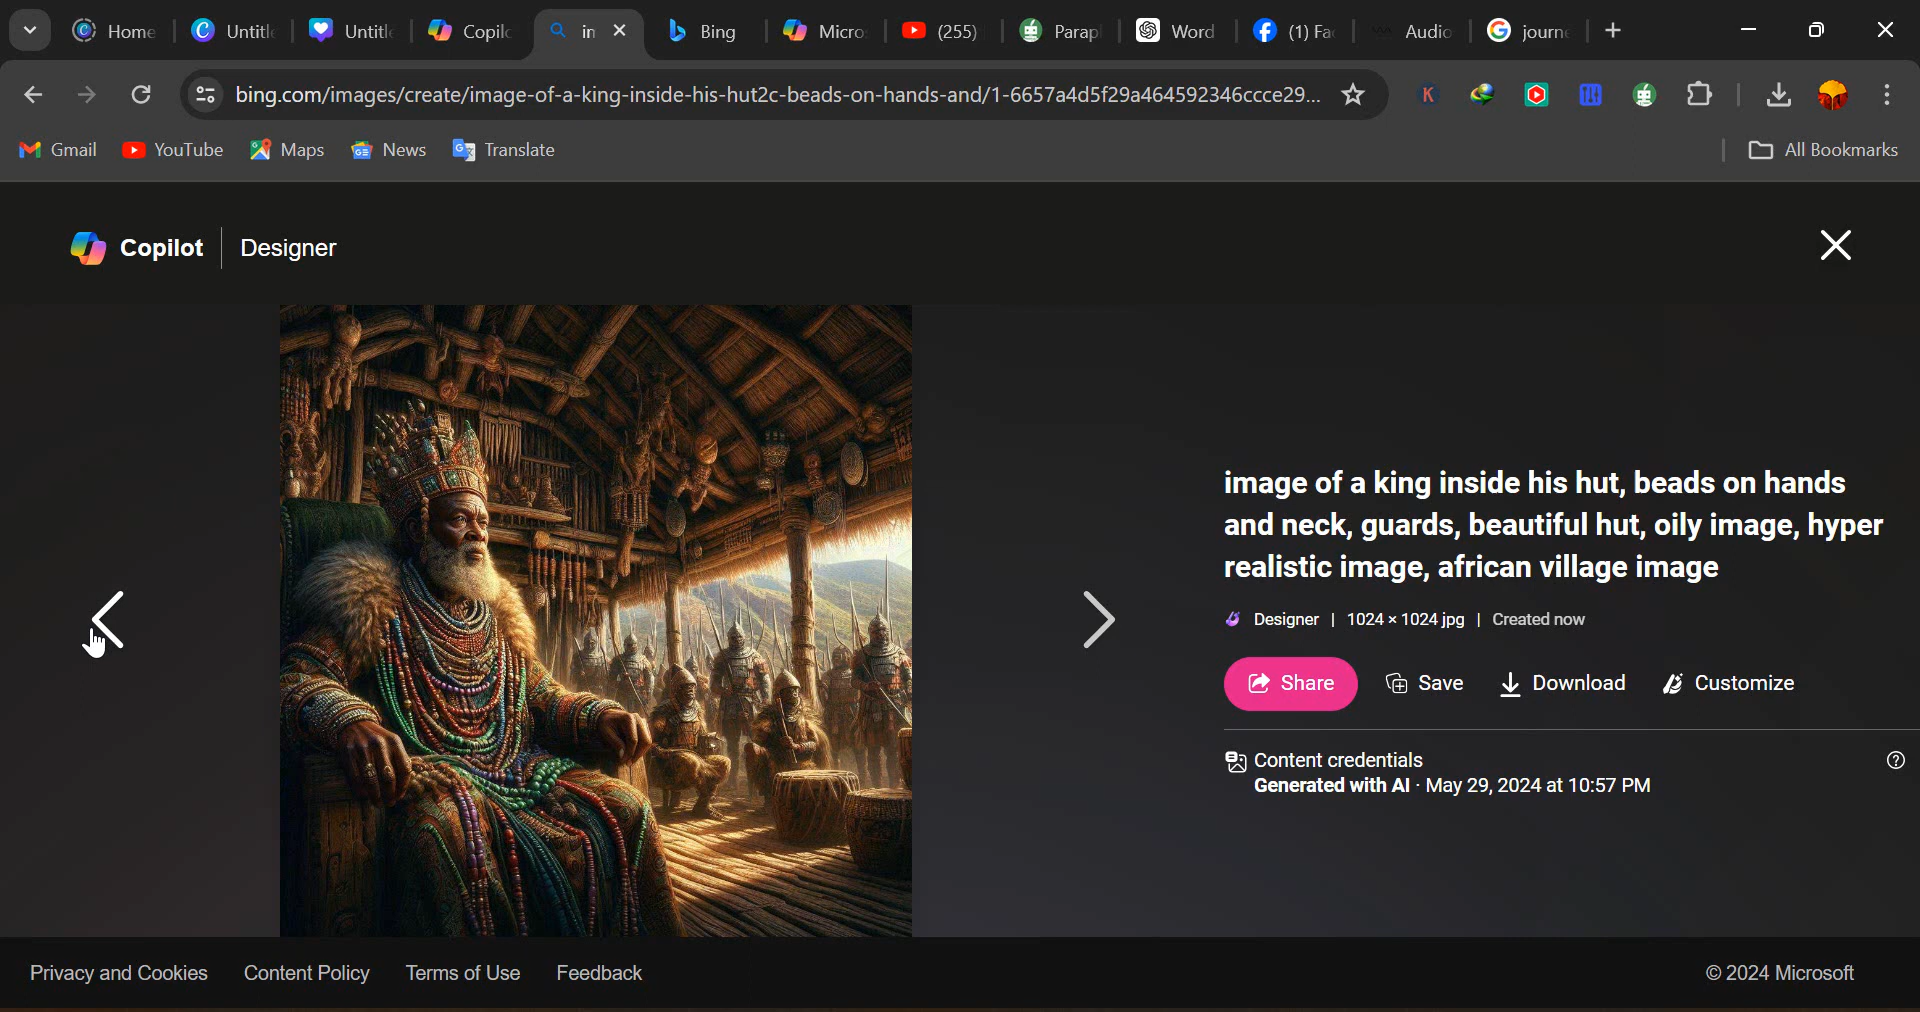 Home
Untitle
Untitle
Copilo
in
Bing
Micro
(255)
Parap
Word
(1) Fa
Audio
journe
bing.com/images/create/image-of-a-king-inside-his-hut2c-beads-on-hands-and/1-6657a4d5f29a464592346ccce29...
Gmail
YouTube
Maps
News
Translate
All Bookmarks
Copilot
Designer
image of a king inside his hut, beads on hands
and neck, guards, beautiful hut, oily image, hyper
realistic image, african village image
Designer | 1024 × 1024 jpg | Created now
Share
Save
Download
Customize
Content credentials
Generated with AI · May 29, 2024 at 10:57 PM
Privacy and Cookies
Content Policy
Terms of Use
Feedback
© 2024 Microsoft